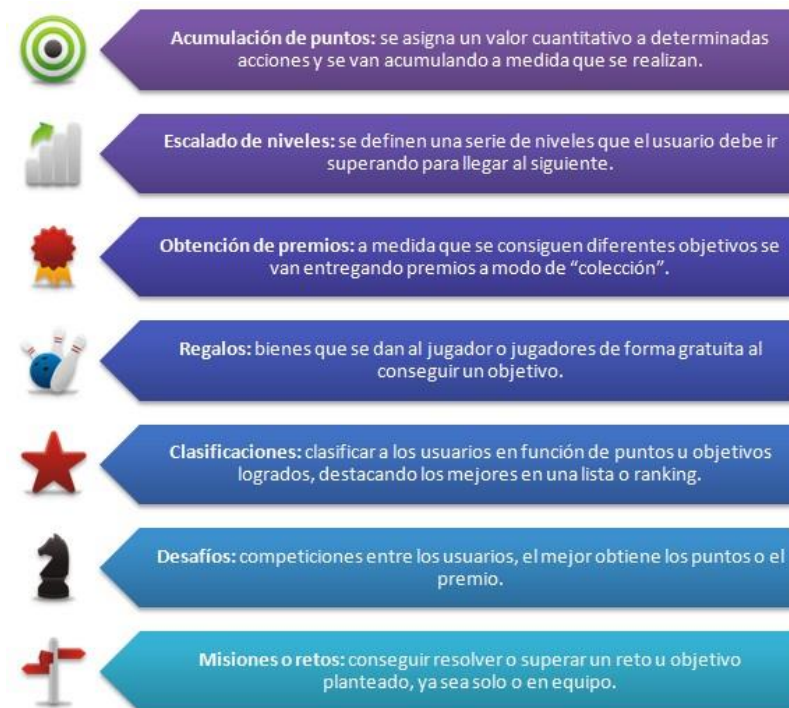 Acumulación de puntos: se asigna un valor cuantitativo a determinadas
acciones y se van acumulando a medida que se realizan.
Escalado de niveles: se definen una serie de niveles que el usuario debe ir
superando para llegar al siguiente.
Obtención de premios: a medida que se consiguen diferentes objetivos se
van entregando premios a modo de “colección”.
Regalos: bienes que se dan al jugador o jugadores de forma gratuita al
conseguir un objetivo.
Clasificaciones: clasificar a los usuarios en función de puntos u objetivos
logrados, destacando los mejores en una lista o ranking.
Desafíos: competiciones entre los usuarios, el mejor obtiene los puntos o el
premio.
Misiones o retos: conseguir resolver o superar un reto u objetivo
planteado, ya sea solo o en equipo.